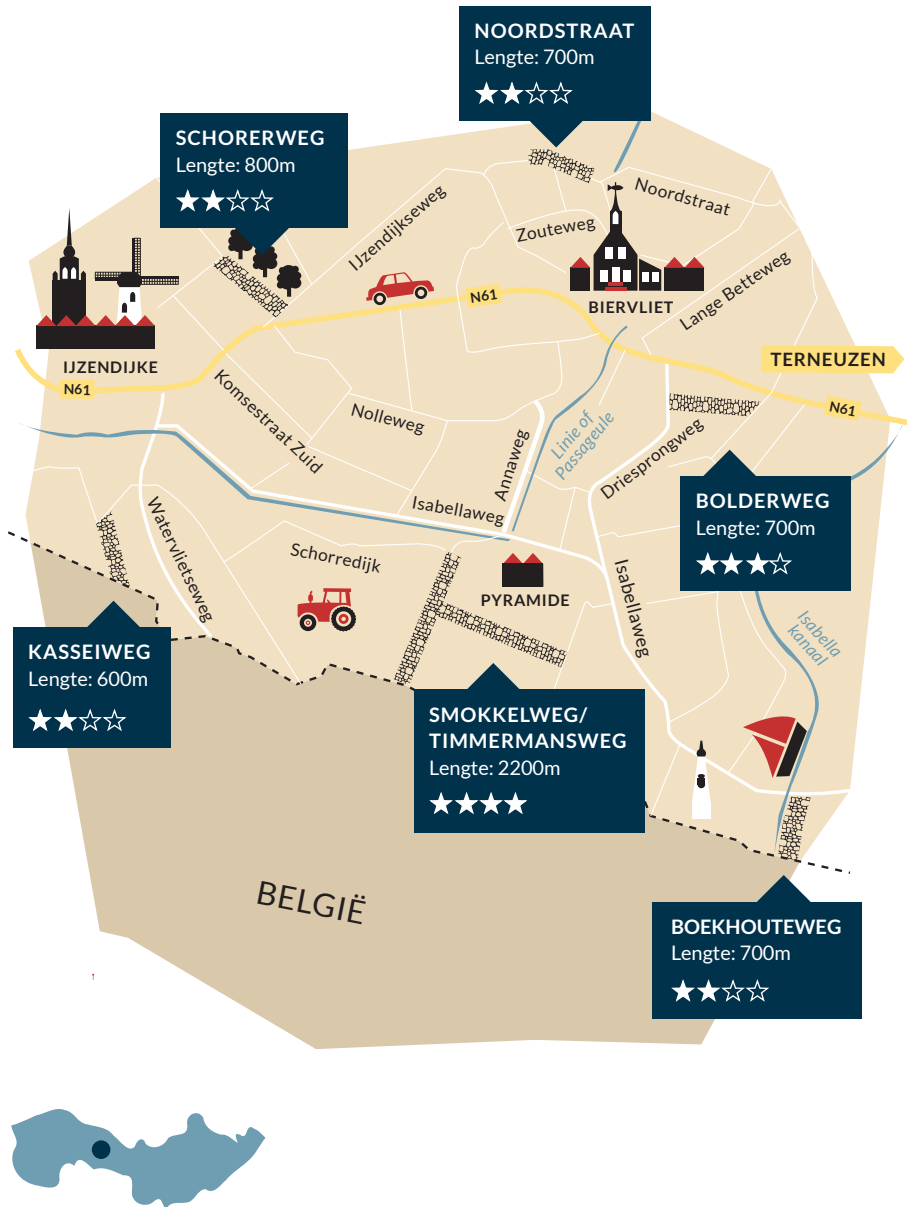 NOORDSTRAAT
Lengte: 700m
★★☆☆
SCHORERWEG
Lengte: 800m
★★☆☆
IJzendijkseweg
Noordstraat
Zouteweg
Lange Betteweg
N61
BIERVLIET
IJZENDIJKE
N61
TERNEUZEN
N61
Komsestraat Zuid
Nolleweg
Annaweg
Linie of
Passageule
Driesprongweg
BOLDERWEG
Lengte: 700m
★★★☆
Isabellaweg
Watervlietseweg
Schorredijk
PYRAMIDE
Isabellaweg
Isabella
kanaal
KASSEIWEG
Lengte: 600m
★★☆☆
SMOKKELWEG/
TIMMERMANSWEG
Lengte: 2200m
★★★★
BELGIË
BOEKHOUTEWEG
Lengte: 700m
★★☆☆